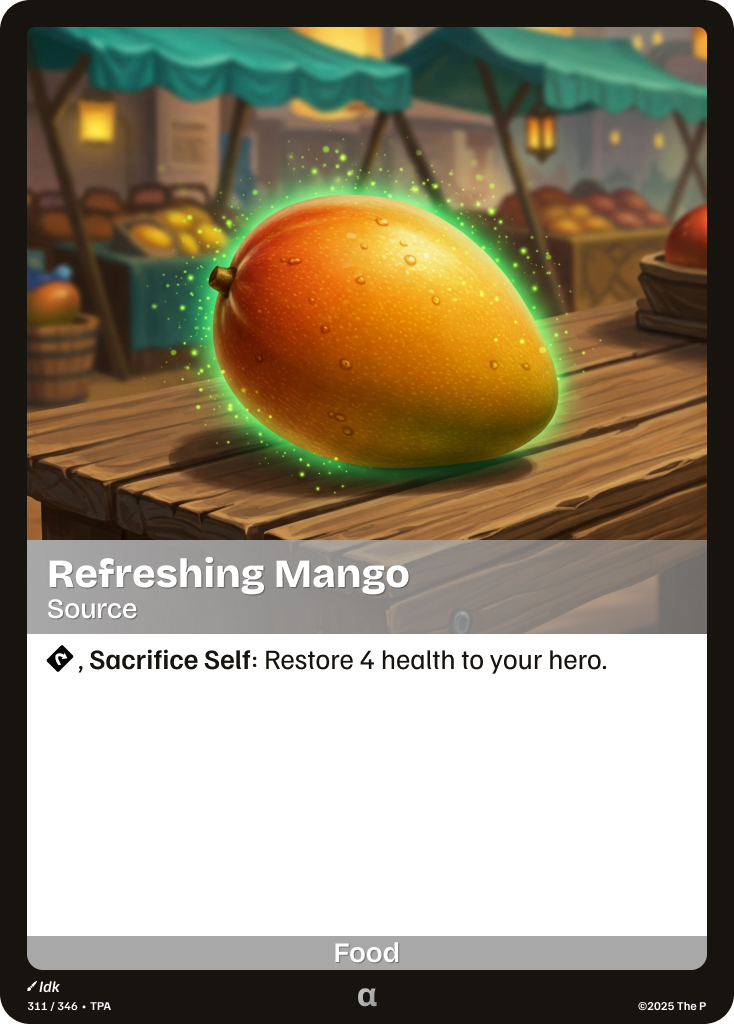 Refreshing Mango
Source
, Sacrifice Self: Restore 4 health to your hero.
Food
Idk
311 / 346 • TPA
α
©2025 The P